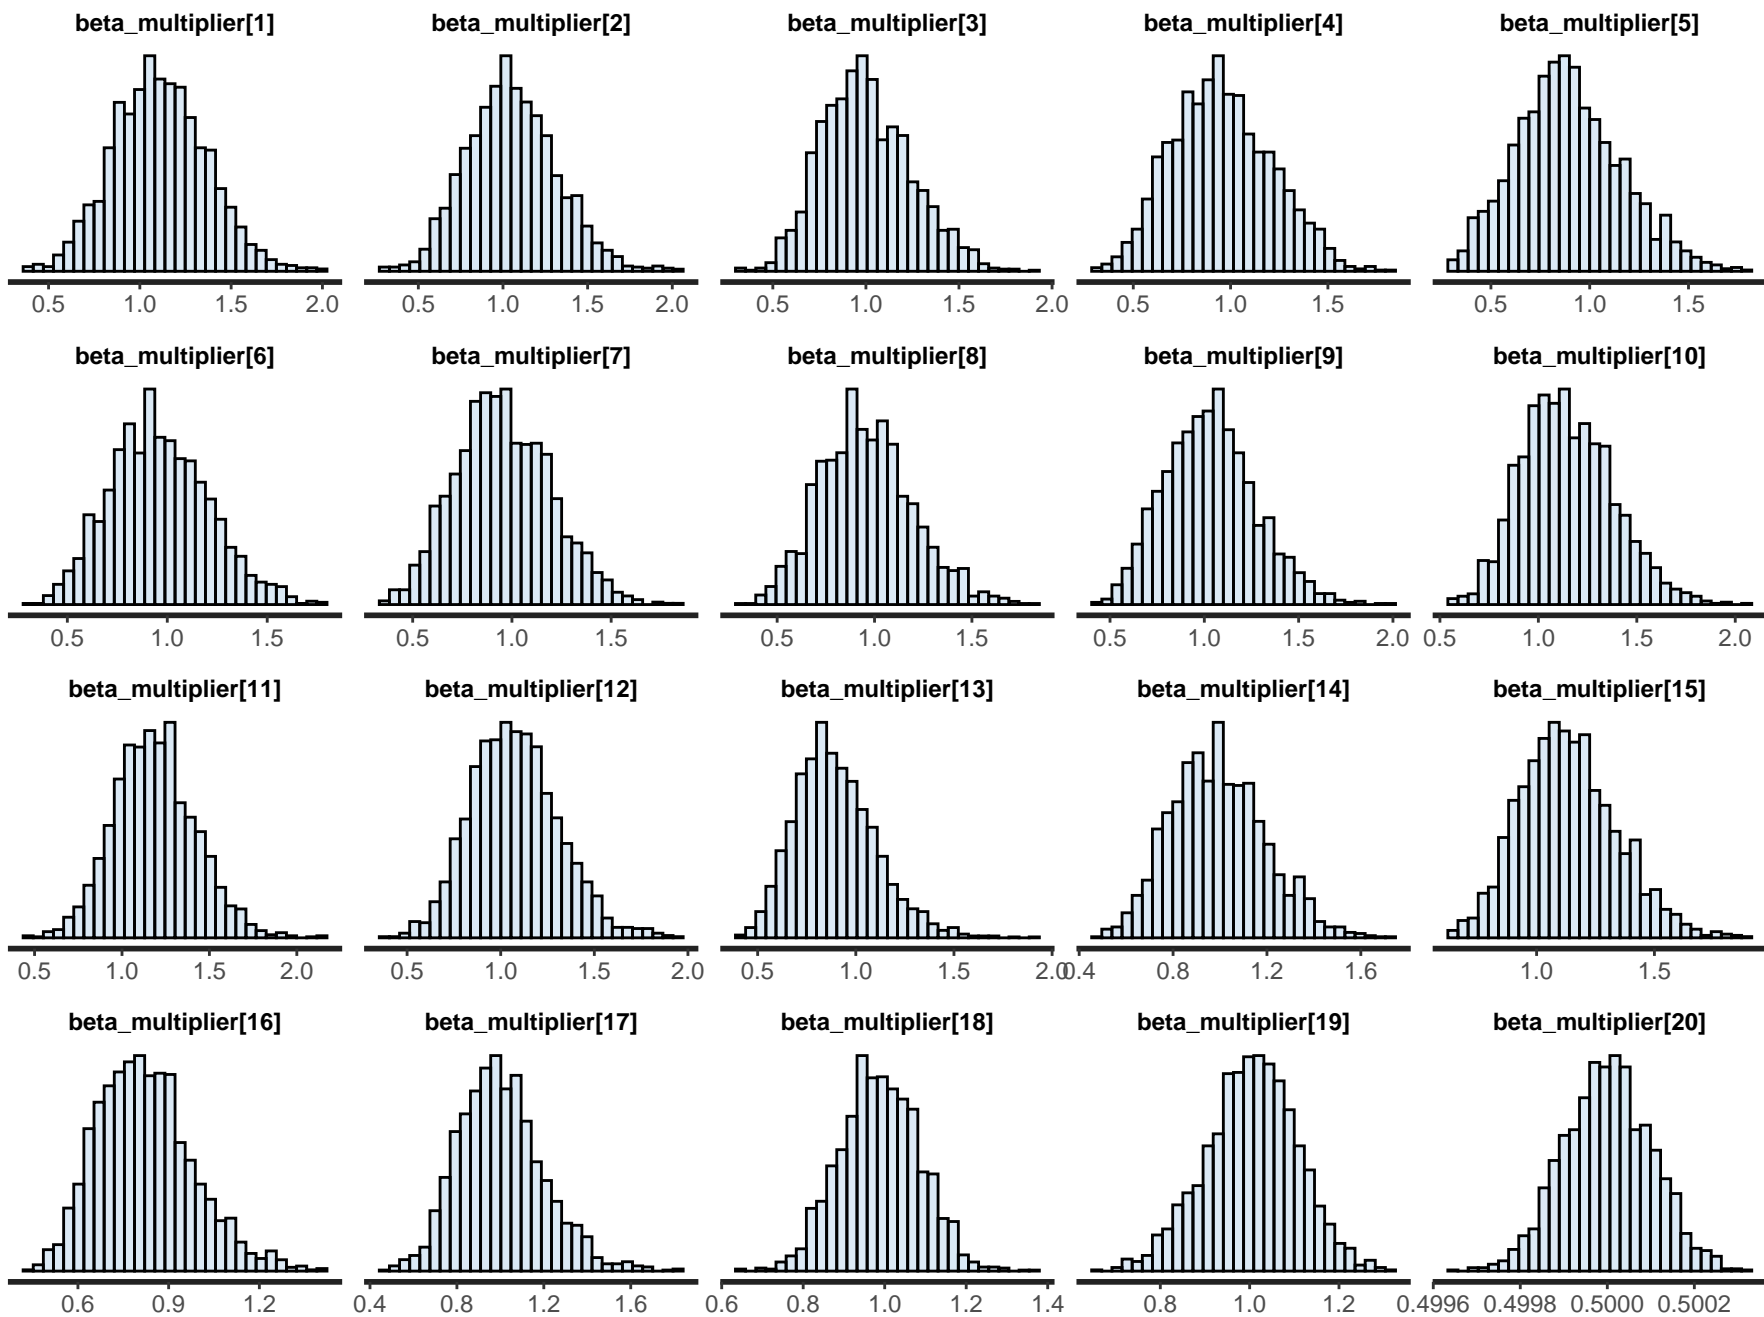 beta_multiplier[1] beta_multiplier[2] beta_multiplier[3] beta_multiplier[4] beta_multiplier[5]
0.5 1.0 1.5 2.0 0.5 1.0 1.5 2.0 0.5 1.0 1.5 2.0 0.5 1.0 1.5 0.5 1.0 1.5
beta_multiplier[6] beta_multiplier[7] beta_multiplier[8] beta_multiplier[9] beta_multiplier[10]
0.5 1.0 1.5 0.5 1.0 1.5 0.5 1.0 1.5 0.5 1.0 1.5 2.0 0.5 1.0 1.5 2.0
beta_multiplier[11] beta_multiplier[12] beta_multiplier[13] beta_multiplier[14] beta_multiplier[15]
0.5 1.0 1.5 2.0 0.5 1.0 1.5 2.0 0.5 1.0 1.5 2.0 0.4 0.8 1.2 1.6 1.0 1.5
beta_multiplier[16] beta_multiplier[17] beta_multiplier[18] beta_multiplier[19] beta_multiplier[20]
0.6 0.9 1.2 0.4 0.8 1.2 1.6 0.6 0.8 1.0 1.2 1.4 0.8 1.0 1.2 0.4996 0.4998 0.5000 0.5002